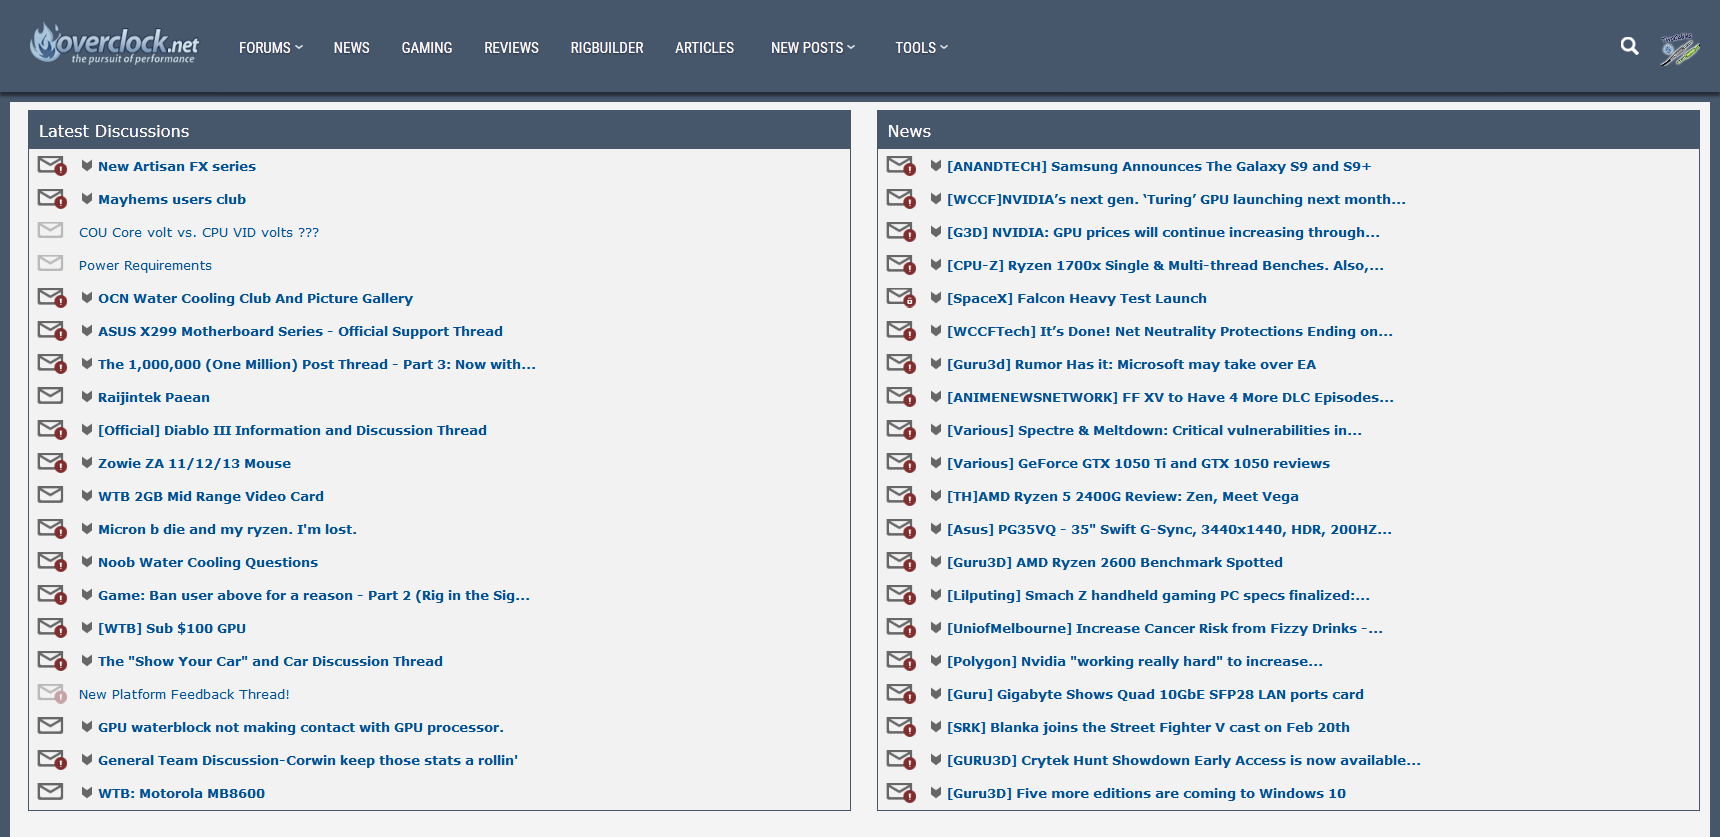 overclock.net
the pursuit of performance
FORUMS NEWS GAMING REVIEWS RIGBUILDER ARTICLES NEW POSTS TOOLS
Latest Discussions
New Artisan FX series
Mayhems users club
COU Core volt vs. CPU VID volts ???
Power Requirements
OCN Water Cooling Club And Picture Gallery
ASUS X299 Motherboard Series - Official Support Thread
The 1,000,000 (One Million) Post Thread - Part 3: Now with...
Raijintek Paean
[Official] Diablo III Information and Discussion Thread
Zowie ZA 11/12/13 Mouse
WTB 2GB Mid Range Video Card
Micron b die and my ryzen. I'm lost.
Noob Water Cooling Questions
Game: Ban user above for a reason - Part 2 (Rig in the Sig...
[WTB] Sub $100 GPU
The "Show Your Car" and Car Discussion Thread
New Platform Feedback Thread!
GPU waterblock not making contact with GPU processor.
General Team Discussion-Corwin keep those stats a rollin'
WTB: Motorola MB8600
News
[ANANDTECH] Samsung Announces The Galaxy S9 and S9+
[WCCF]NVIDIA’s next gen. ‘Turing’ GPU launching next month...
[G3D] NVIDIA: GPU prices will continue increasing through...
[CPU-Z] Ryzen 1700x Single & Multi-thread Benches. Also,...
[SpaceX] Falcon Heavy Test Launch
[WCCFTech] It’s Done! Net Neutrality Protections Ending on...
[Guru3d] Rumor Has it: Microsoft may take over EA
[ANIMENEWSNETWORK] FF XV to Have 4 More DLC Episodes...
[Various] Spectre & Meltdown: Critical vulnerabilities in...
[Various] GeForce GTX 1050 Ti and GTX 1050 reviews
[TH]AMD Ryzen 5 2400G Review: Zen, Meet Vega
[Asus] PG35VQ - 35" Swift G-Sync, 3440x1440, HDR, 200HZ...
[Guru3D] AMD Ryzen 2600 Benchmark Spotted
[Lilputing] Smach Z handheld gaming PC specs finalized:...
[UniofMelbourne] Increase Cancer Risk from Fizzy Drinks -...
[Polygon] Nvidia "working really hard" to increase...
[Guru] Gigabyte Shows Quad 10GbE SFP28 LAN ports card
[SRK] Blanka joins the Street Fighter V cast on Feb 20th
[GURU3D] Crytek Hunt Showdown Early Access is now available...
[Guru3D] Five more editions are coming to Windows 10